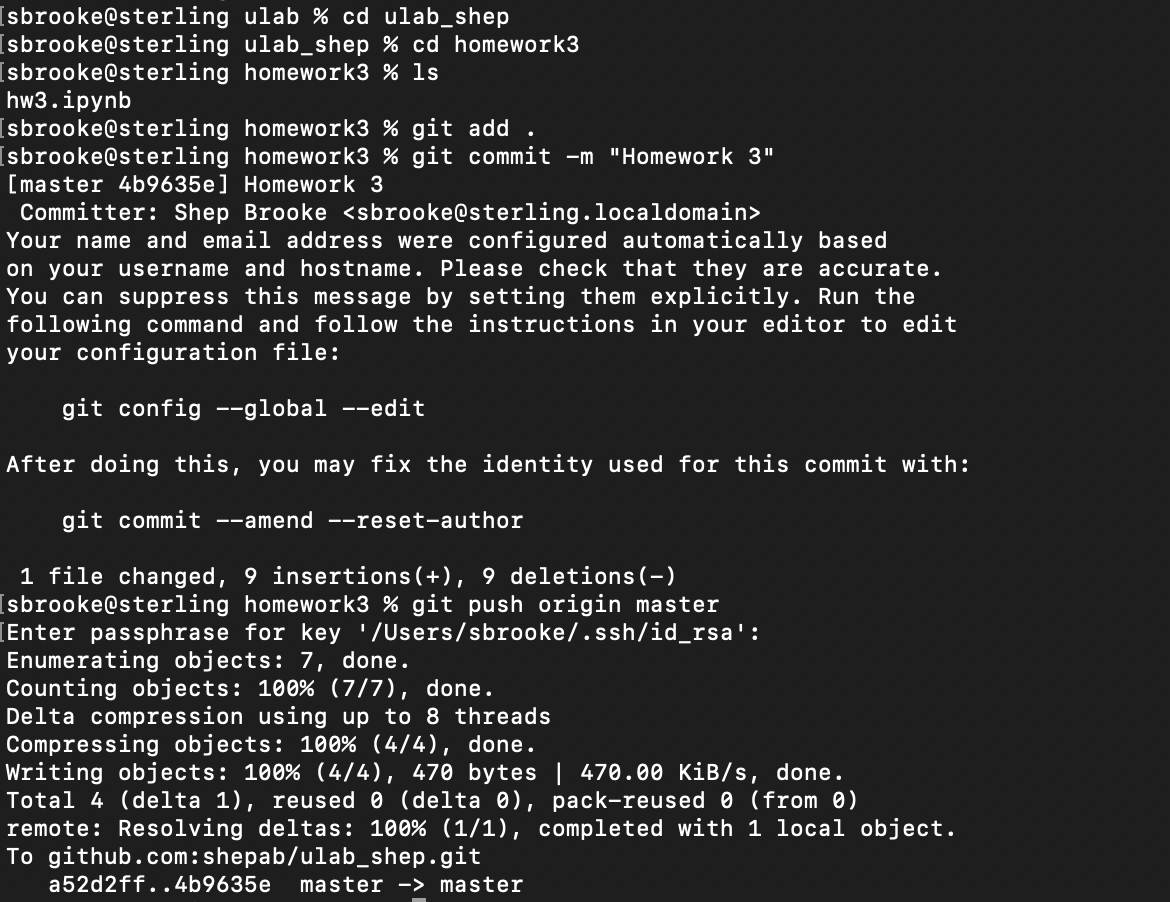 [sbrooke@sterling ulab % cd ulab_shep
[sbrooke@sterling ulab_shep % cd homework3
[sbrooke@sterling homework3 % ls
hw3.ipynb
[sbrooke@sterling homework3 % git add .
[sbrooke@sterling homework3 % git commit -m "Homework 3"
[master 4b9635e] Homework 3
 Committer: Shep Brooke <sbrooke@sterling.localdomain>
Your name and email address were configured automatically based
on your username and hostname. Please check that they are accurate.
You can suppress this message by setting them explicitly. Run the
following command and follow the instructions in your editor to edit
your configuration file:

    git config --global --edit

After doing this, you may fix the identity used for this commit with:

    git commit --amend --reset-author

 1 file changed, 9 insertions(+), 9 deletions(-)
[sbrooke@sterling homework3 % git push origin master
[Enter passphrase for key '/Users/sbrooke/.ssh/id_rsa':
Enumerating objects: 7, done.
Counting objects: 100% (7/7), done.
Delta compression using up to 8 threads
Compressing objects: 100% (4/4), done.
Writing objects: 100% (4/4), 470 bytes | 470.00 KiB/s, done.
Total 4 (delta 1), reused 0 (delta 0), pack-reused 0 (from 0)
remote: Resolving deltas: 100% (1/1), completed with 1 local object.
To github.com:shepab/ulab_shep.git
   a52d2ff..4b9635e  master -> master